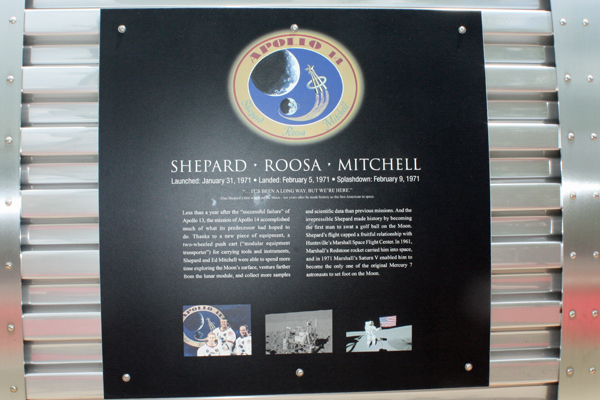 APOLLO 14
Shepard Roosa Mitchell
SHEPARD • ROOSA • MITCHELL
Launched: January 31, 1971 • Landed: February 5, 1971 • Splashdown: February 9, 1971
"... IT'S BEEN A LONG WAY, BUT WE'RE HERE."
Less than a year after the "successful failure" of
Apollo 13, the mission of Apollo 14 accomplished
much of what its predecessor had hoped to
do. Thanks to a new piece of equipment, a
two-wheeled push cart ("modular equipment
transporter") for carrying tools and instruments,
Shepard and Ed Mitchell were able to spend more
time exploring the Moon's surface, venture farther
from the lunar module, and collect more samples
and scientific data than previous missions. And the
irrepressible Shepard made history by becoming
the first man to swat a golf ball on the Moon.
Shepard's flight capped a fruitful relationship with
Huntsville's Marshall Space Flight Center. In 1961,
Marshall's Redstone rocket carried him into space,
and in 1971 Marshall's Saturn V enabled him to
become the only one of the original Mercury 7
astronauts to set foot on the Moon.
APOLLO 14